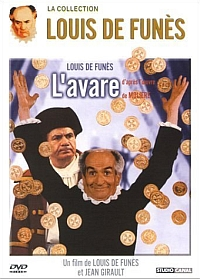 LA COLLECTION
LOUIS DE FUNÈS
LOUIS DE FUNÈS
L'avare
d'après l'œuvre
de MOLIÈRE
DVD
Un film de LOUIS DE FUNÈS
et JEAN GIRAULT
STUDIO CANAL